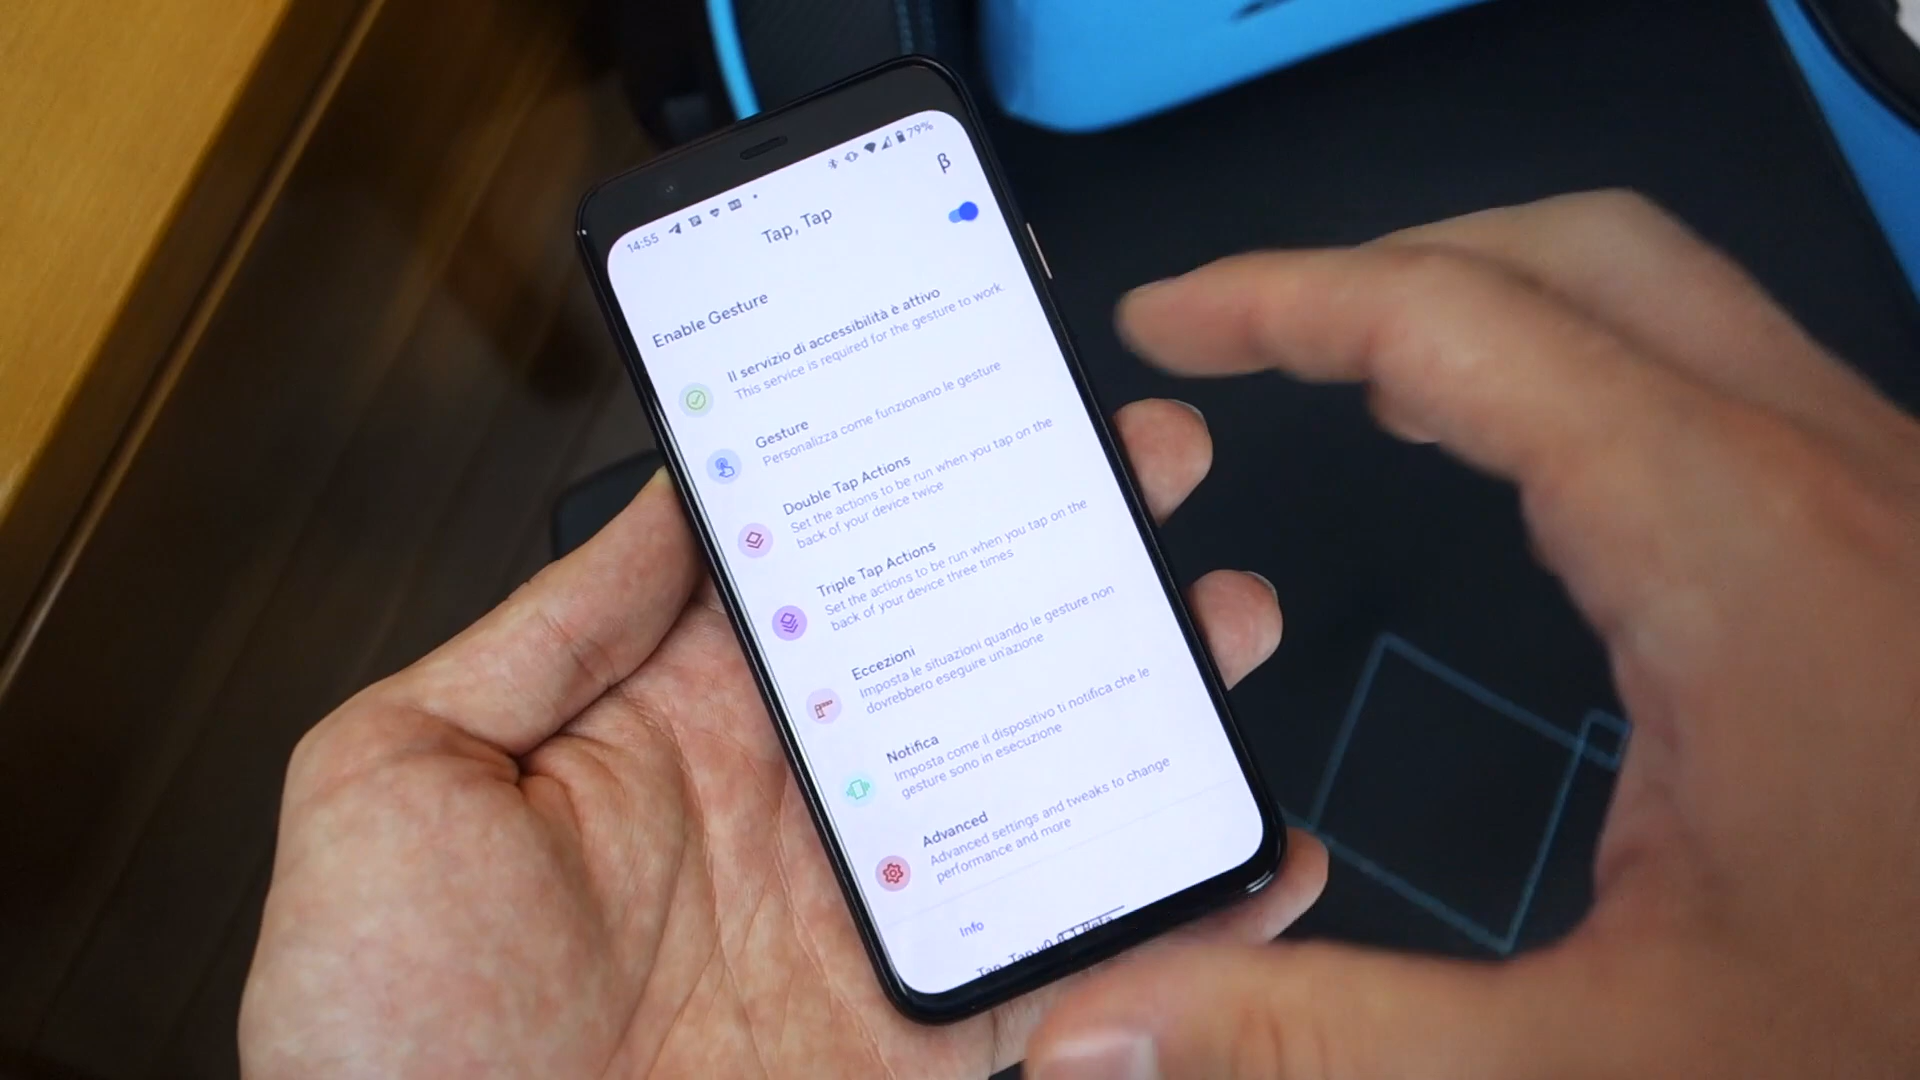 14:55
79%
β
Tap, Tap
Enable Gesture
Il servizio di accessibilità è attivo
This service is required for the gesture to work.
Gesture
Personalizza come funzionano le gesture
Double Tap Actions
Set the actions to be run when you tap on the
back of your device twice
Triple Tap Actions
Set the actions to be run when you tap on the
back of your device three times
Eccezioni
Imposta le situazioni quando le gesture non
dovrebbero eseguire un'azione
Notifica
Imposta come il dispositivo ti notifica che le
gesture sono in esecuzione
Advanced
Advanced settings and tweaks to change
performance and more
Info
Tap, Tap